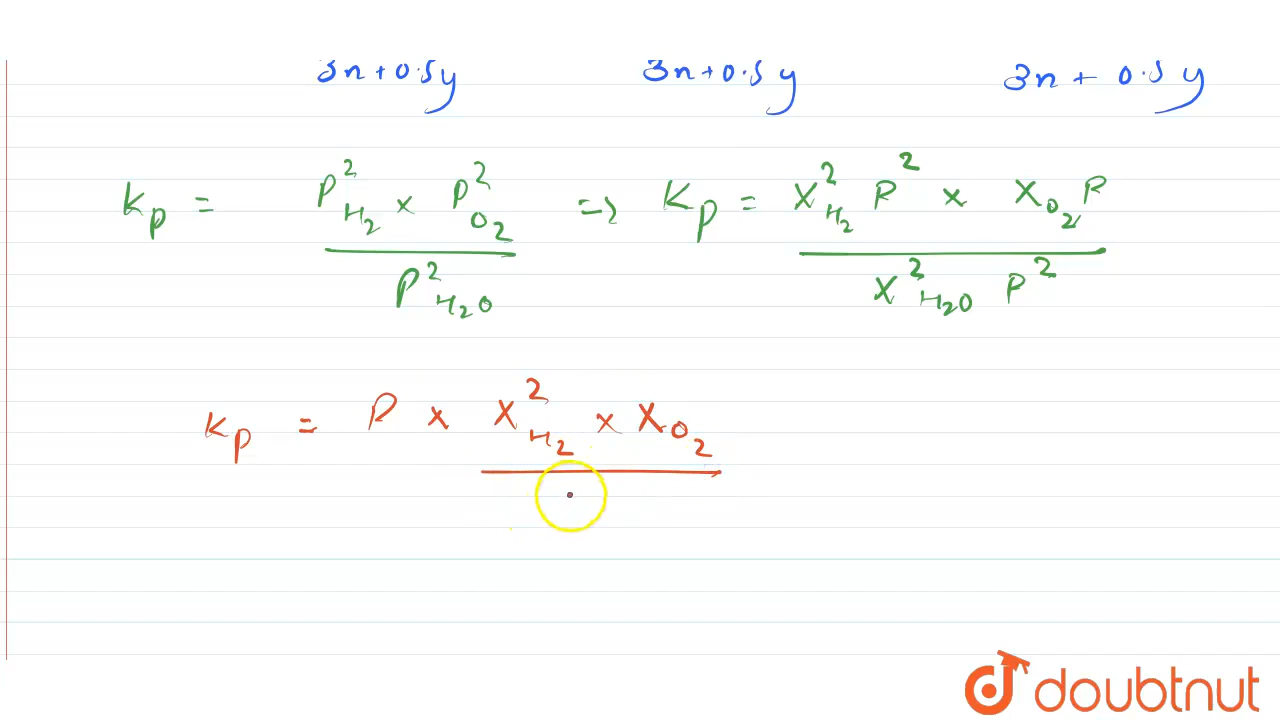 3n + 0.5y 3n + 0.5y 3n + 0.5y
Kp = P²H₂ × P²O₂ / P²H₂O ⇒ Kp = X²H₂ P² × XO₂ P / X²H₂O P²
Kp = P × X²H₂ × XO₂
doubtnut